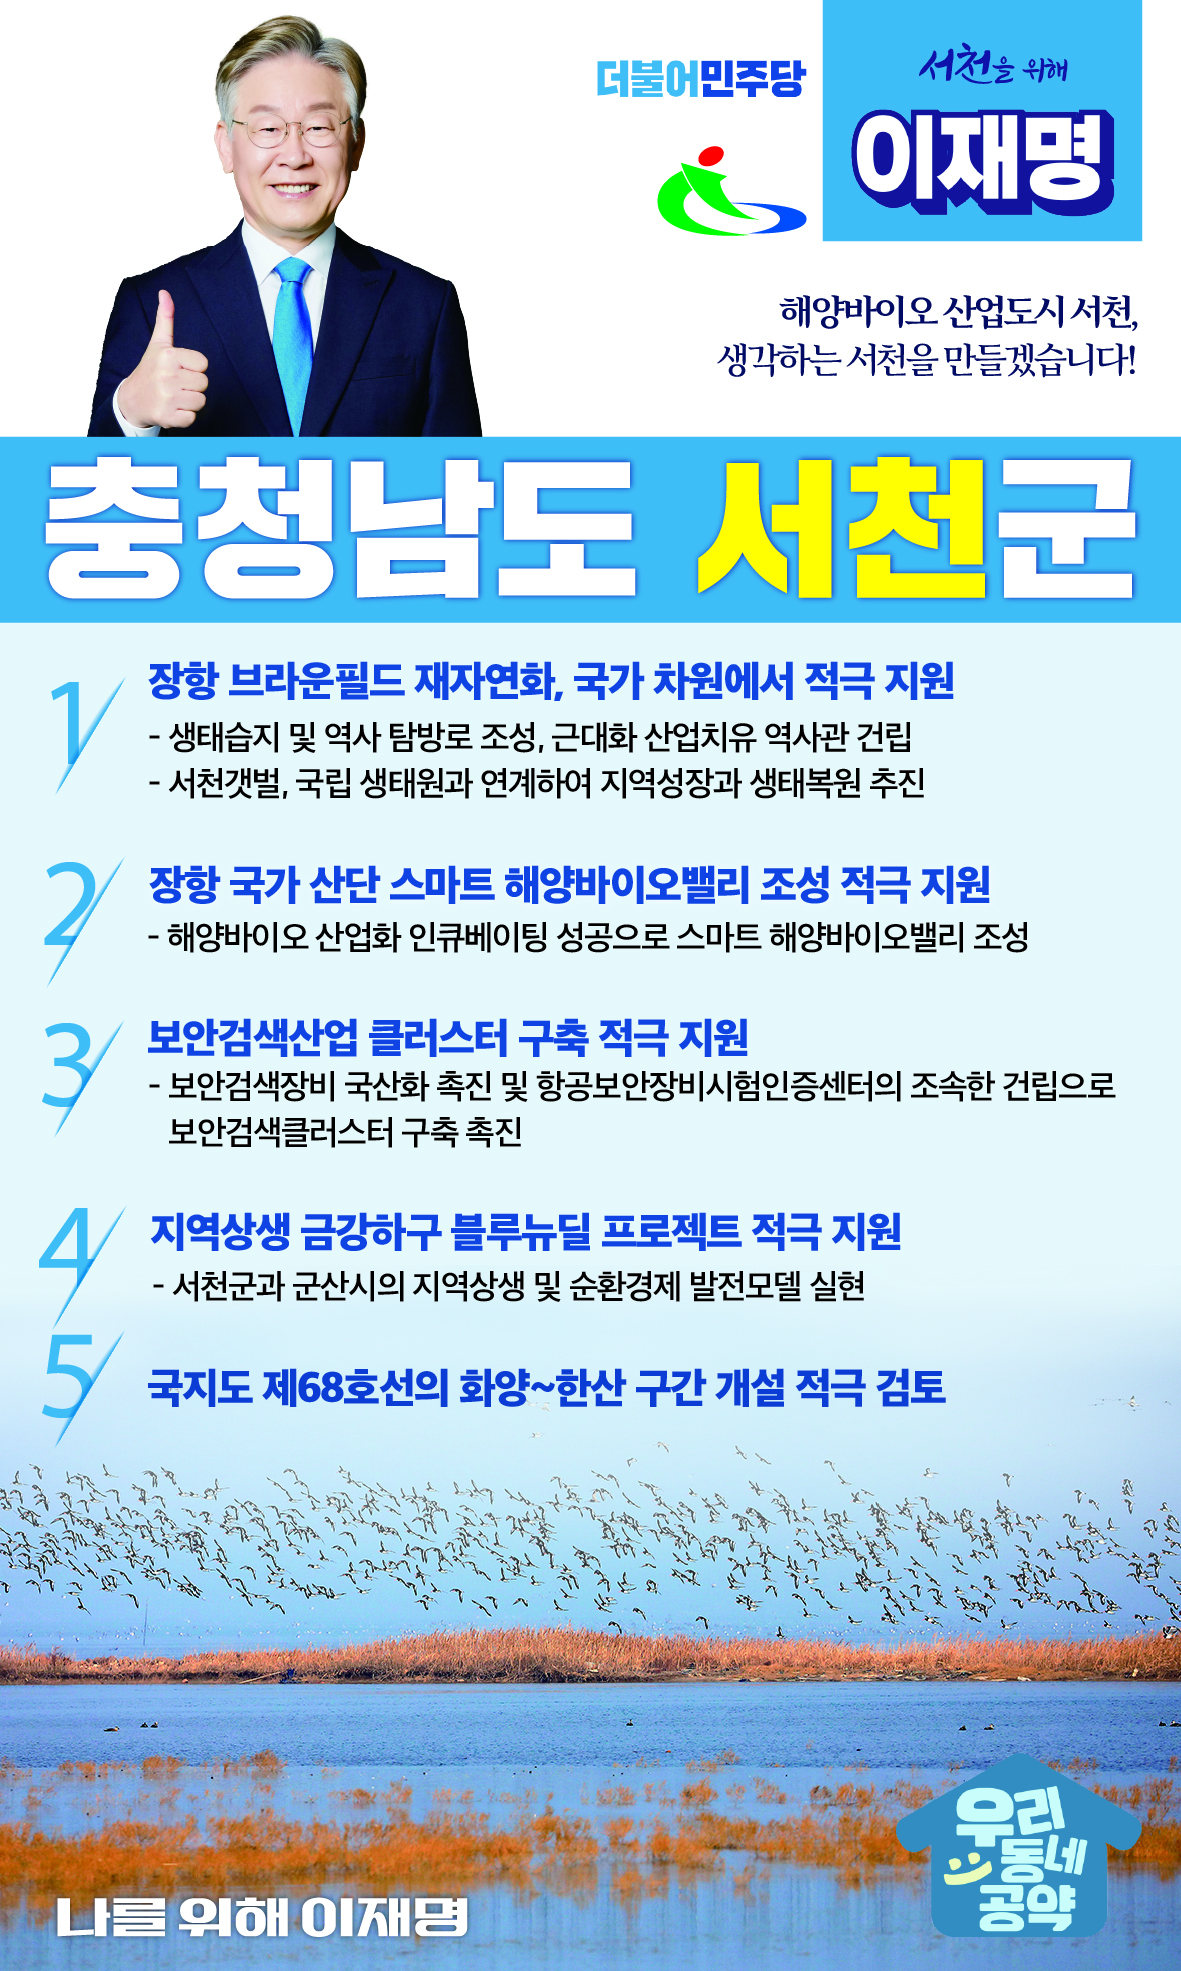 더불어민주당
서천을 위해
이재명
해양바이오 산업도시 서천,
생각하는 서천을 만들겠습니다!
충청남도 서천군
1 장항 브라운필드 재자연화, 국가 차원에서 적극 지원
- 생태습지 및 역사 탐방로 조성, 근대화 산업치유 역사관 건립
- 서천갯벌, 국립 생태원과 연계하여 지역성장과 생태복원 추진
2 장항 국가 산단 스마트 해양바이오밸리 조성 적극 지원
- 해양바이오 산업화 인큐베이팅 성공으로 스마트 해양바이오밸리 조성
3 보안검색산업 클러스터 구축 적극 지원
- 보안검색장비 국산화 촉진 및 항공보안장비시험인증센터의 조속한 건립으로
보안검색클러스터 구축 촉진
4 지역상생 금강하구 블루뉴딜 프로젝트 적극 지원
- 서천군과 군산시의 지역상생 및 순환경제 발전모델 실현
5 국지도 제68호선의 화양~한산 구간 개설 적극 검토
우리
동네
공약
나를 위해 이재명